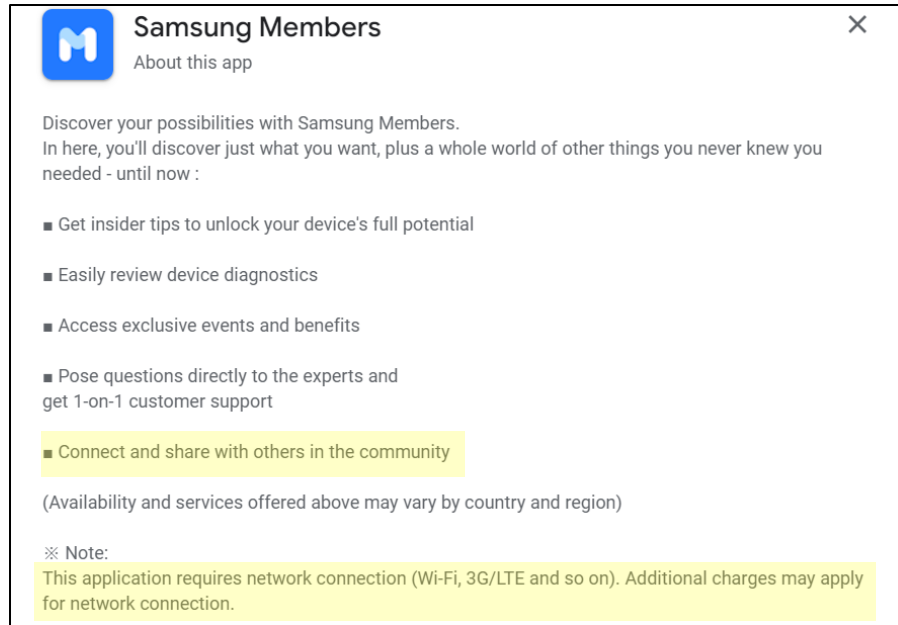 Samsung Members
About this app
Discover your possibilities with Samsung Members.
In here, you'll discover just what you want, plus a whole world of other things you never knew you
needed - until now :
■ Get insider tips to unlock your device's full potential
■ Easily review device diagnostics
■ Access exclusive events and benefits
■ Pose questions directly to the experts and
get 1-on-1 customer support
■ Connect and share with others in the community
(Availability and services offered above may vary by country and region)
※ Note:
This application requires network connection (Wi-Fi, 3G/LTE and so on). Additional charges may apply
for network connection.